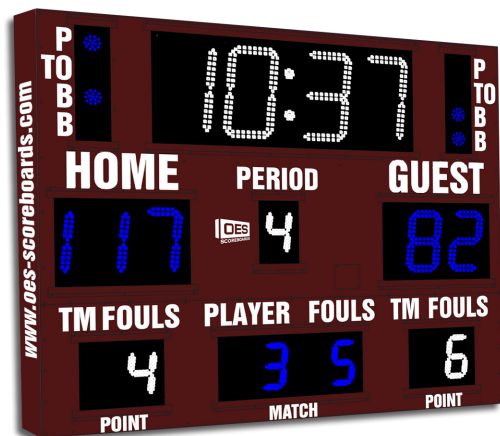 P
TO
B
B
10:37
P
TO
B
B
HOME
PERIOD
GUEST
117
OES
SCOREBOARDS
4
82
www.oes-scoreboards.com
TM FOULS
PLAYER FOULS
TM FOULS
4
3 5
6
POINT
MATCH
POINT